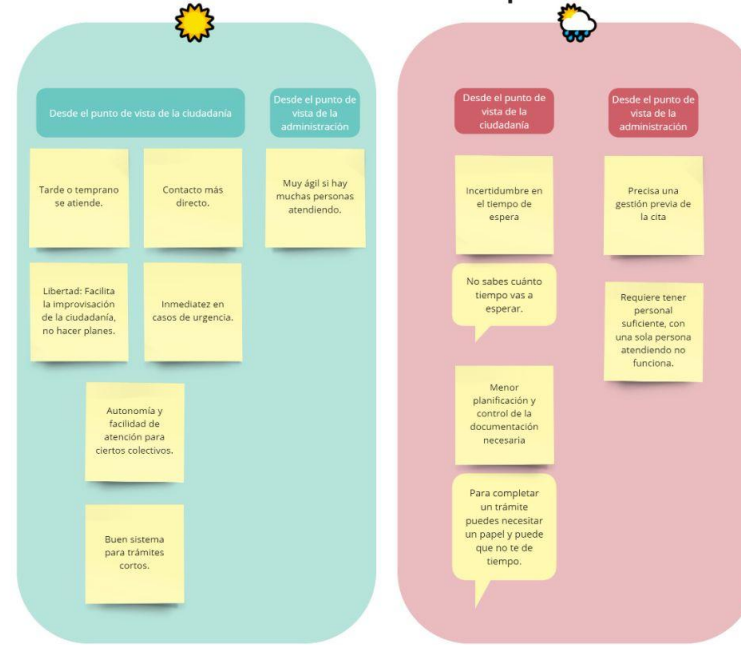 Desde el punto de vista de la ciudadanía
Desde el punto de
vista de la
administración
Tarde o temprano
se atiende.
Contacto más
directo.
Muy ágil si hay
muchas personas
atendiendo.
Libertad: Facilita
la improvisación
de la ciudadanía,
no hacer planes.
Inmediatez en
casos de urgencia.
Autonomía y
facilidad de
atención para
ciertos colectivos.
Buen sistema
para trámites
cortos.
Desde el punto de
vista de la
ciudadanía
Desde el punto de
vista de la
administración
Incertidumbre en
el tiempo de
espera
Precisa una
gestión previa de
la cita
No sabes cuánto
tiempo vas a
esperar.
Requiere tener
personal
suficiente, con
una sola persona
atendiendo no
funciona.
Menor
planificación y
control de la
documentación
necesaria
Para completar
un trámite
puedes necesitar
un papel y puede
que no te de
tiempo.